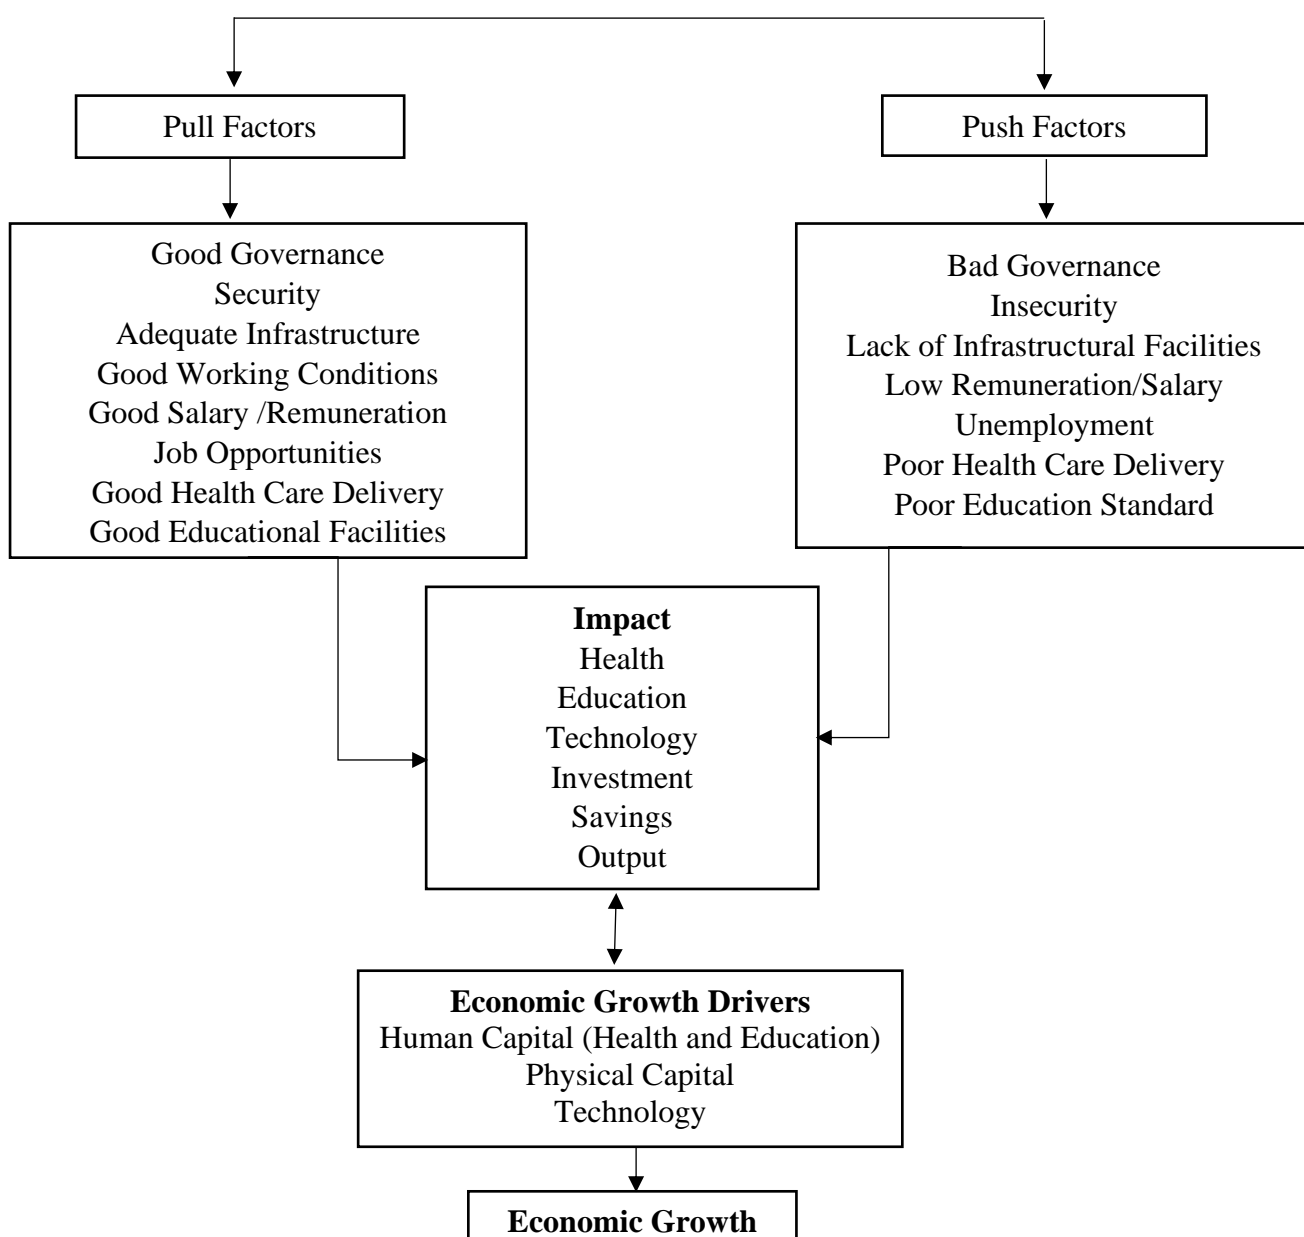 Pull Factors
Push Factors
Good Governance
Security
Adequate Infrastructure
Good Working Conditions
Good Salary /Remuneration
Job Opportunities
Good Health Care Delivery
Good Educational Facilities
Bad Governance
Insecurity
Lack of Infrastructural Facilities
Low Remuneration/Salary
Unemployment
Poor Health Care Delivery
Poor Education Standard
Impact
Health
Education
Technology
Investment
Savings
Output
Economic Growth Drivers
Human Capital (Health and Education)
Physical Capital
Technology
Economic Growth